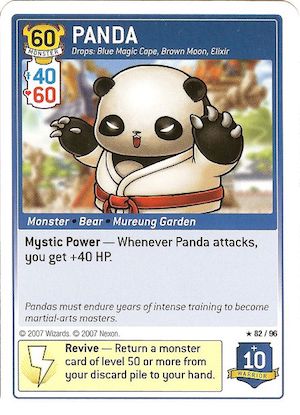 60 PANDA
MONSTER Drops: Blue Magic Cape, Brown Moon, Elixir
40
60
Monster • Bear • Mureung Garden
Mystic Power — Whenever Panda attacks,
you get +40 HP.
Pandas must endure years of intense training to become
martial-arts masters.
© 2007 Wizards. © 2007 Nexon. ★ 82 / 96
Revive — Return a monster
card of level 50 or more from
your discard pile to your hand.
10
WARRIOR